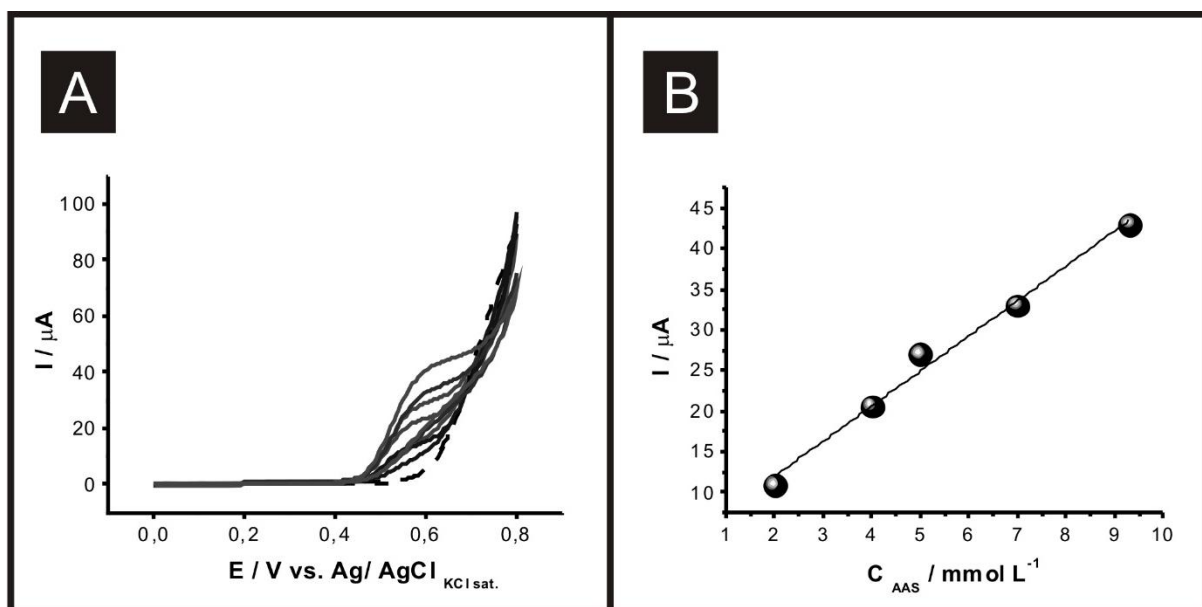 A
I / μA
100
80
60
40
20
0
0,0 0,2 0,4 0,6 0,8
E / V vs. Ag/ AgCl KCl sat.
B
I / μA
45
40
35
30
25
20
15
10
1 2 3 4 5 6 7 8 9 10
C AAS / mmol L⁻¹